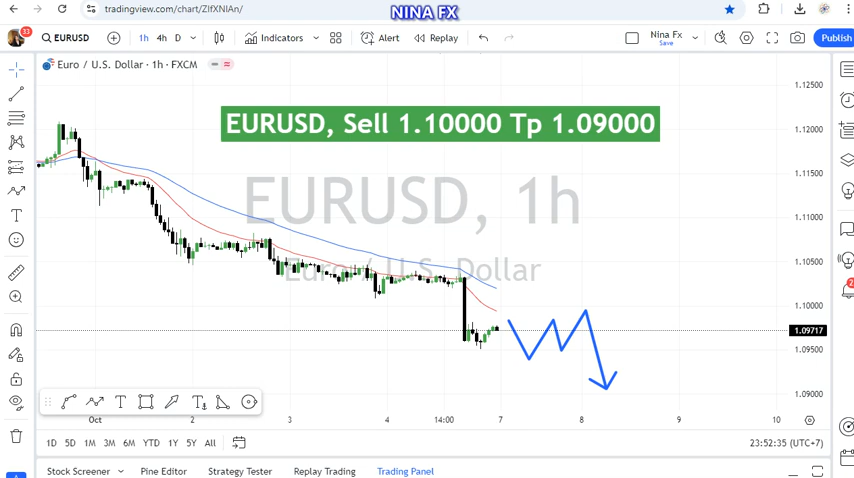 tradingview.com/chart/ZIfXNIAn/
NINA FX
33
EURUSD
1h 4h D
Indicators
Alert
Replay
Nina Fx
Save
Publish
Euro / U.S. Dollar · 1h · FXCM
EURUSD, Sell 1.10000 Tp 1.09000
EURUSD, 1h
Euro / U.S. Dollar
1.12500
1.12000
1.11500
1.11000
1.10500
1.10000
1.09717
1.09500
1.09000
2
Oct 2 3 4 14:00 7 8 9 10
1D 5D 1M 3M 6M YTD 1Y 5Y All
23:52:35 (UTC+7)
Stock Screener Pine Editor Strategy Tester Replay Trading Trading Panel